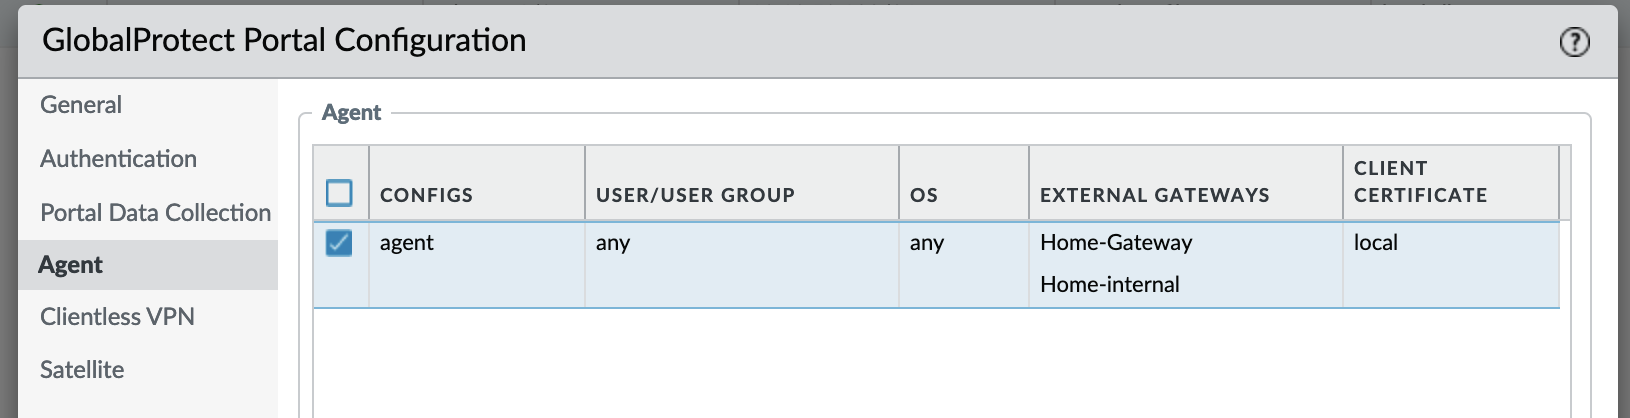 GlobalProtect Portal Configuration
?
General
Authentication
Portal Data Collection
Agent
Clientless VPN
Satellite
Agent
CONFIGS
USER/USER GROUP
OS
EXTERNAL GATEWAYS
CLIENT
CERTIFICATE
agent
any
any
Home-Gateway
Home-internal
local